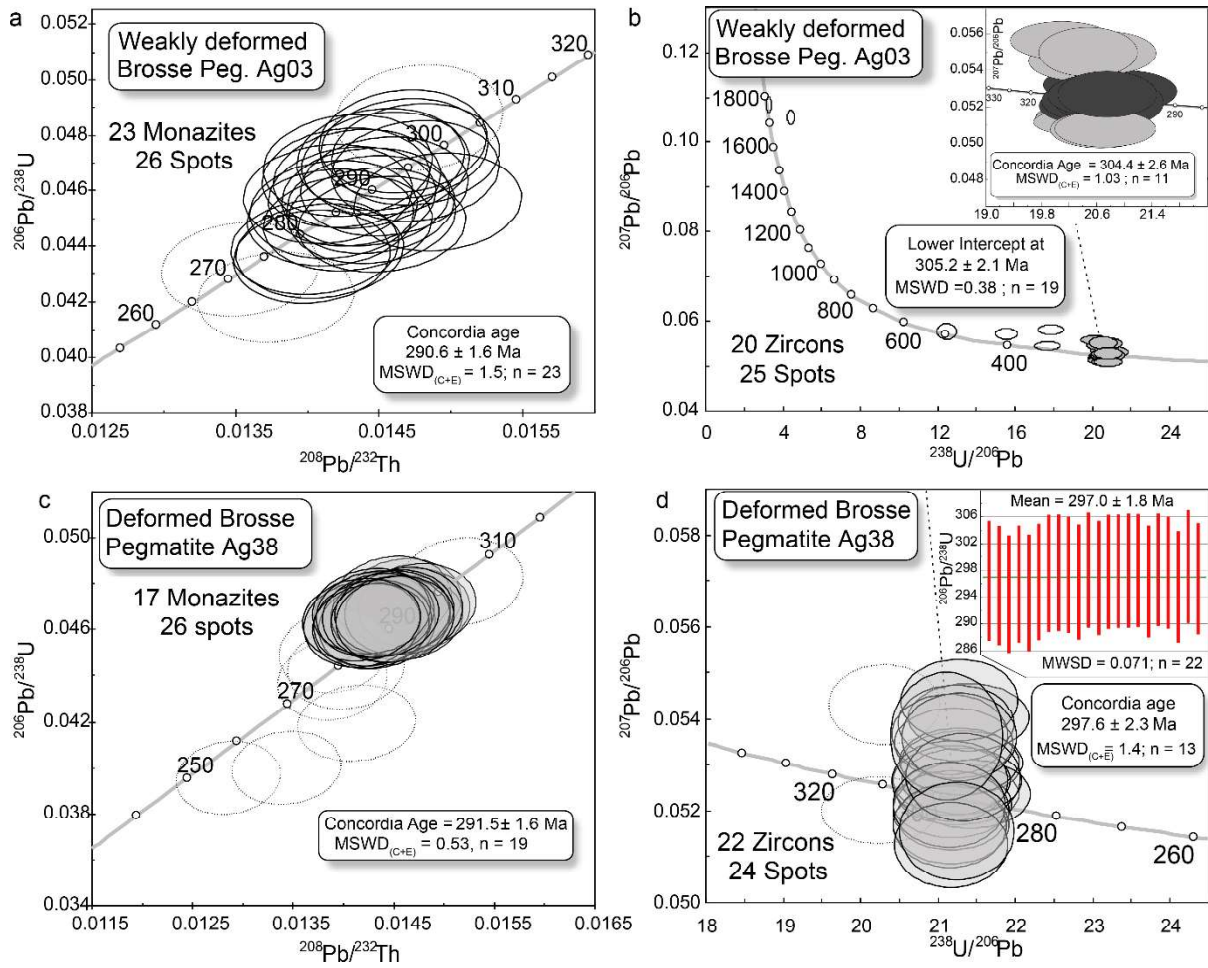 a
Weakly deformed
Brosse Peg. Ag03
23 Monazites
26 Spots
320
310
300
290
280
270
260
Concordia age
290.6 ± 1.6 Ma
MSWD(C+E) = 1.5; n = 23
0.052
0.050
0.048
0.046
0.044
0.042
0.040
0.038
206Pb/238U
0.0125
0.0135
0.0145
0.0155
208Pb/232Th
b
Weakly deformed
Brosse Peg. Ag03
0.12
0.10
0.08
0.06
0.04
207Pb/206Pb
1800
1600
1400
1200
1000
800
600
400
20 Zircons
25 Spots
Lower Intercept at
305.2 ± 2.1 Ma
MSWD =0.38 ; n = 19
0
4
8
12
16
20
24
238U/206Pb
0.056
0.054
0.052
0.050
0.048
207Pb/206Pb
330
320
290
Concordia Age = 304.4 ± 2.6 Ma
MSWD(C+E) = 1.03 ; n = 11
19.0
19.8
20.6
21.4
c
Deformed Brosse
Pegmatite Ag38
17 Monazites
26 spots
310
290
270
250
Concordia Age = 291.5± 1.6 Ma
MSWD(C+E) = 0.53, n = 19
0.050
0.046
0.042
0.038
0.034
206Pb/238U
0.0115
0.0125
0.0135
0.0145
0.0155
0.0165
208Pb/232Th
d
Deformed Brosse
Pegmatite Ag38
0.058
0.056
0.054
0.052
0.050
207Pb/206Pb
320
280
260
22 Zircons
24 Spots
Mean = 297.0 ± 1.8 Ma
306
302
298
294
290
286
206Pb/238U
MWSD = 0.071; n = 22
Concordia age
297.6 ± 2.3 Ma
MSWD(C+E)= 1.4; n = 13
18
19
20
21
22
23
24
238U/206Pb